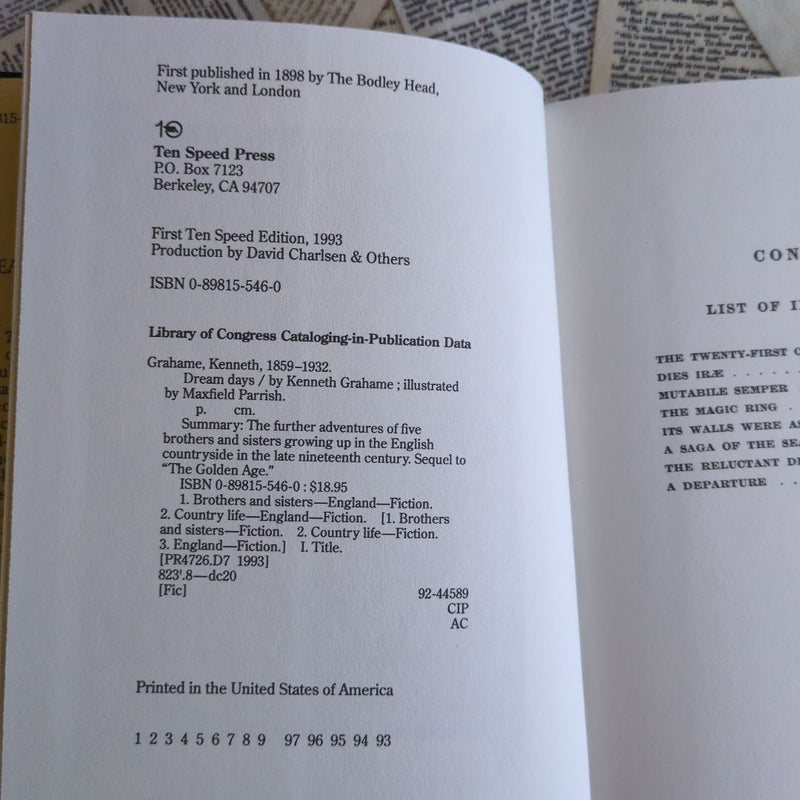 First published in 1898 by The Bodley Head,
New York and London
Ten Speed Press
P.O. Box 7123
Berkeley, CA 94707
First Ten Speed Edition, 1993
Production by David Charlsen & Others
ISBN 0-89815-546-0
Library of Congress Cataloging-in-Publication Data
Grahame, Kenneth, 1859–1932.
Dream days / by Kenneth Grahame ; illustrated
by Maxfield Parrish.
p. cm.
Summary: The further adventures of five
brothers and sisters growing up in the English
countryside in the late nineteenth century. Sequel to
“The Golden Age.”
ISBN 0-89815-546-0 : $18.95
1. Brothers and sisters—England—Fiction.
2. Country life—England—Fiction. [1. Brothers
and sisters—Fiction. 2. Country life—Fiction.
3. England—Fiction.] I. Title.
[PR4726.D7 1993]
823'.8—dc20
[Fic] 92-44589
CIP
AC
Printed in the United States of America
1 2 3 4 5 6 7 8 9 97 96 95 94 93
CON
LIST OF I
THE TWENTY-FIRST O
DIES IRÆ . . . . . .
MUTABILE SEMPER
THE MAGIC RING .
ITS WALLS WERE AS
A SAGA OF THE SEA
THE RELUCTANT D
A DEPARTURE . .